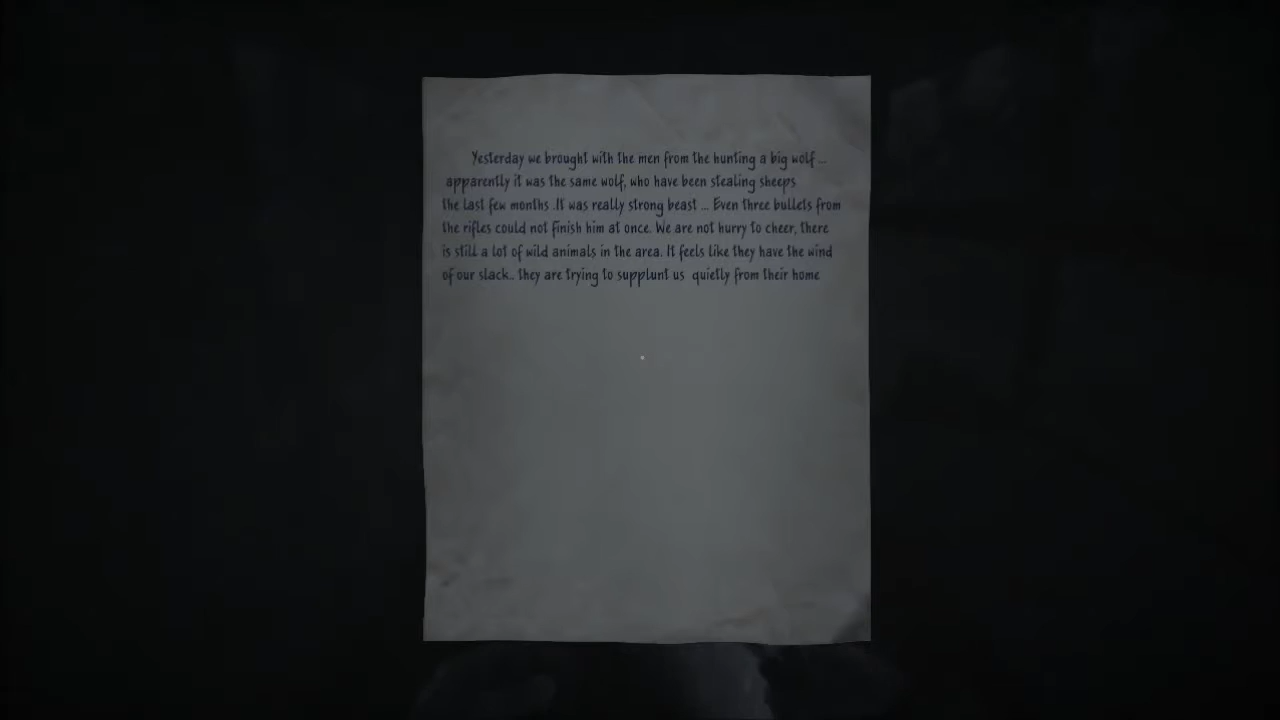 Yesterday we brought with the men from the hunting a big wolf ...
apparently it was the same wolf, who have been stealing sheeps
the last few months .It was really strong beast ... Even three bullets from
the rifles could not finish him at once. We are not hurry to cheer, there
is still a lot of wild animals in the area. It feels like they have the wind
of our slack.. they are trying to supplunt us quietly from their home